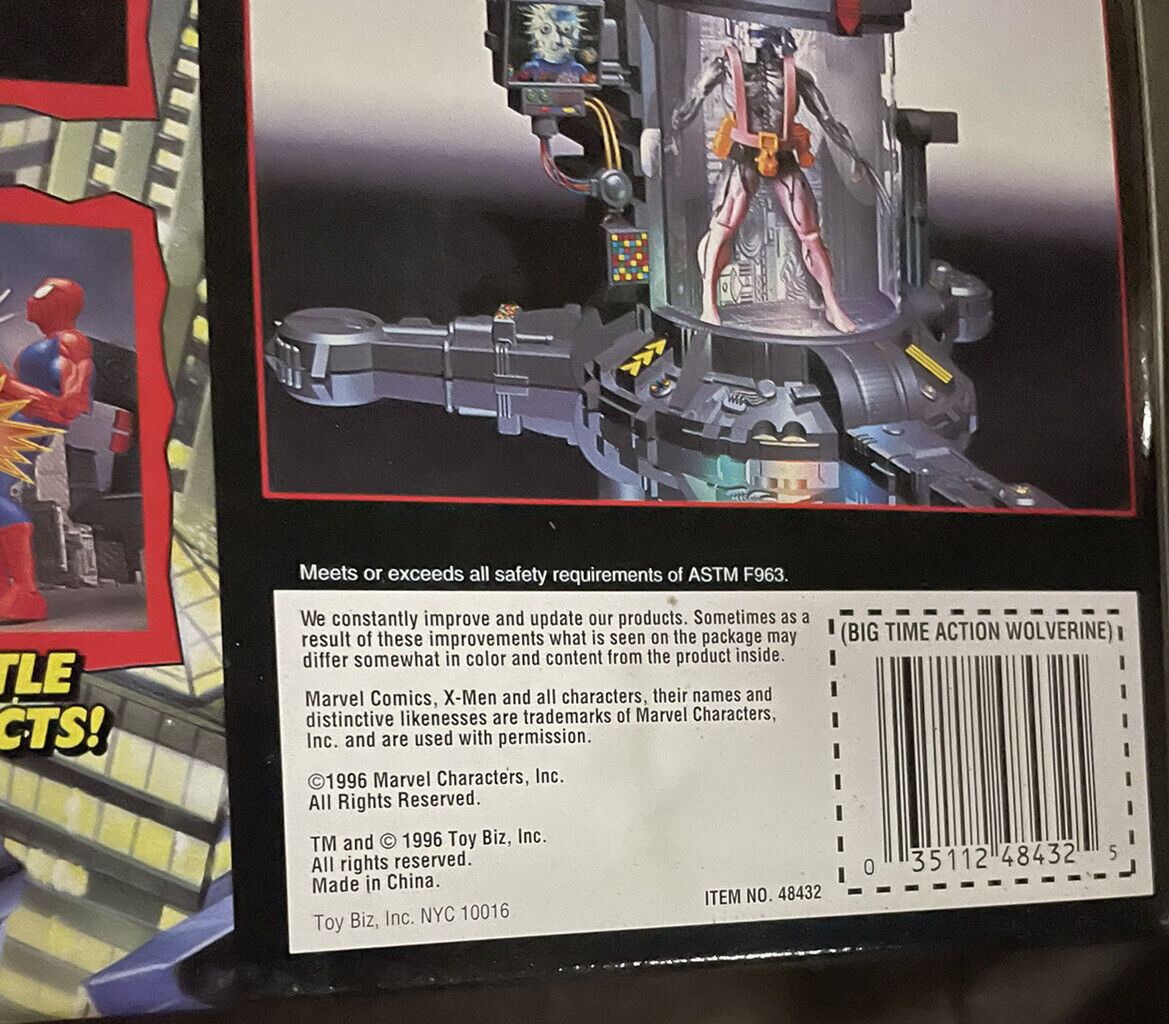 Meets or exceeds all safety requirements of ASTM F963.
We constantly improve and update our products. Sometimes as a
result of these improvements what is seen on the package may
differ somewhat in color and content from the product inside.
Marvel Comics, X-Men and all characters, their names and
distinctive likenesses are trademarks of Marvel Characters,
Inc. and are used with permission.
©1996 Marvel Characters, Inc.
All Rights Reserved.
TM and © 1996 Toy Biz, Inc.
All rights reserved.
Made in China.
Toy Biz, Inc. NYC 10016
ITEM NO. 48432
(BIG TIME ACTION WOLVERINE)
0 35112 48432 5
TLE
CTS!